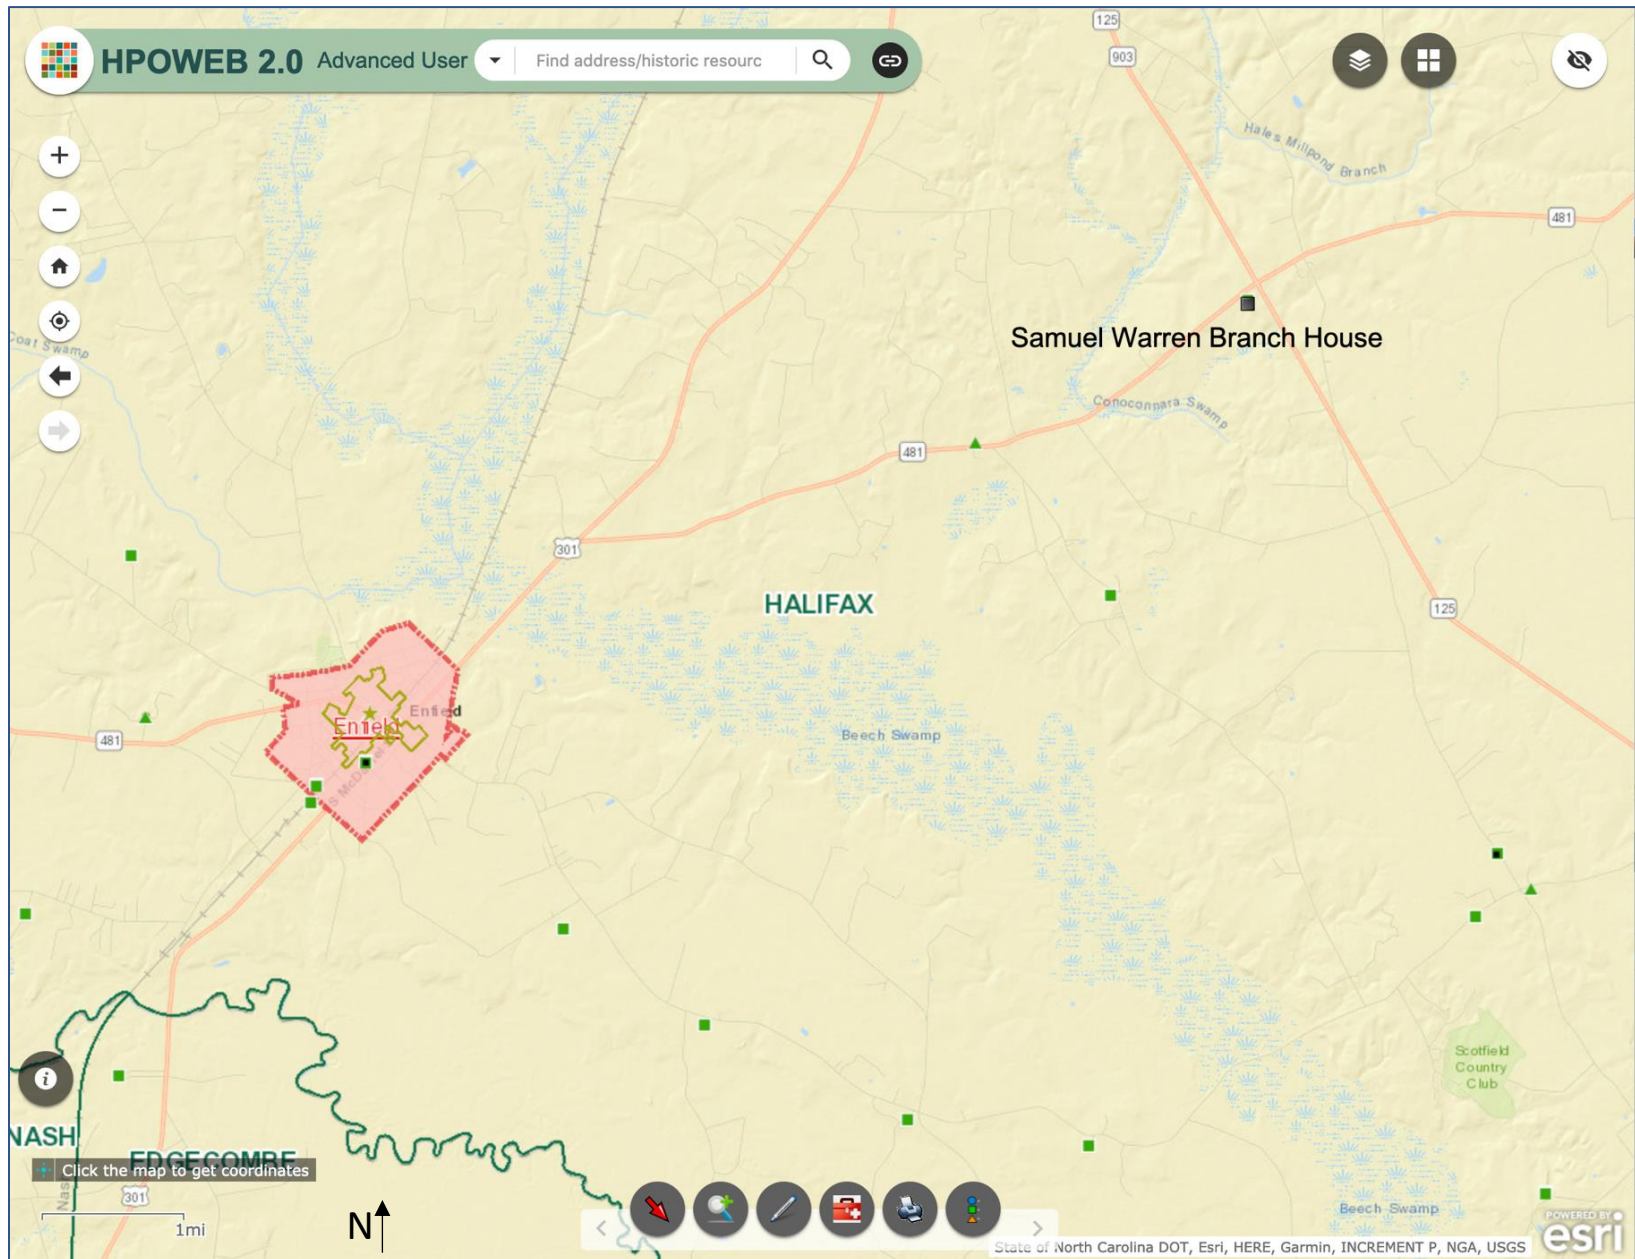 125
HPOWEB 2.0 Advanced User Find address/historic resourc
903
Hales Millpond Branch
481
Samuel Warren Branch House
Conoconnara Swamp
481
301
HALIFAX
125
Enfield
Enfield
481
Beech Swamp
Scotfield
Country
Club
i
NASH
EDGECOMBE
Click the map to get coordinates
301
Nas
1mi
N
Beech Swamp
POWERED BY
esri
State of North Carolina DOT, Esri, HERE, Garmin, INCREMENT P, NGA, USGS